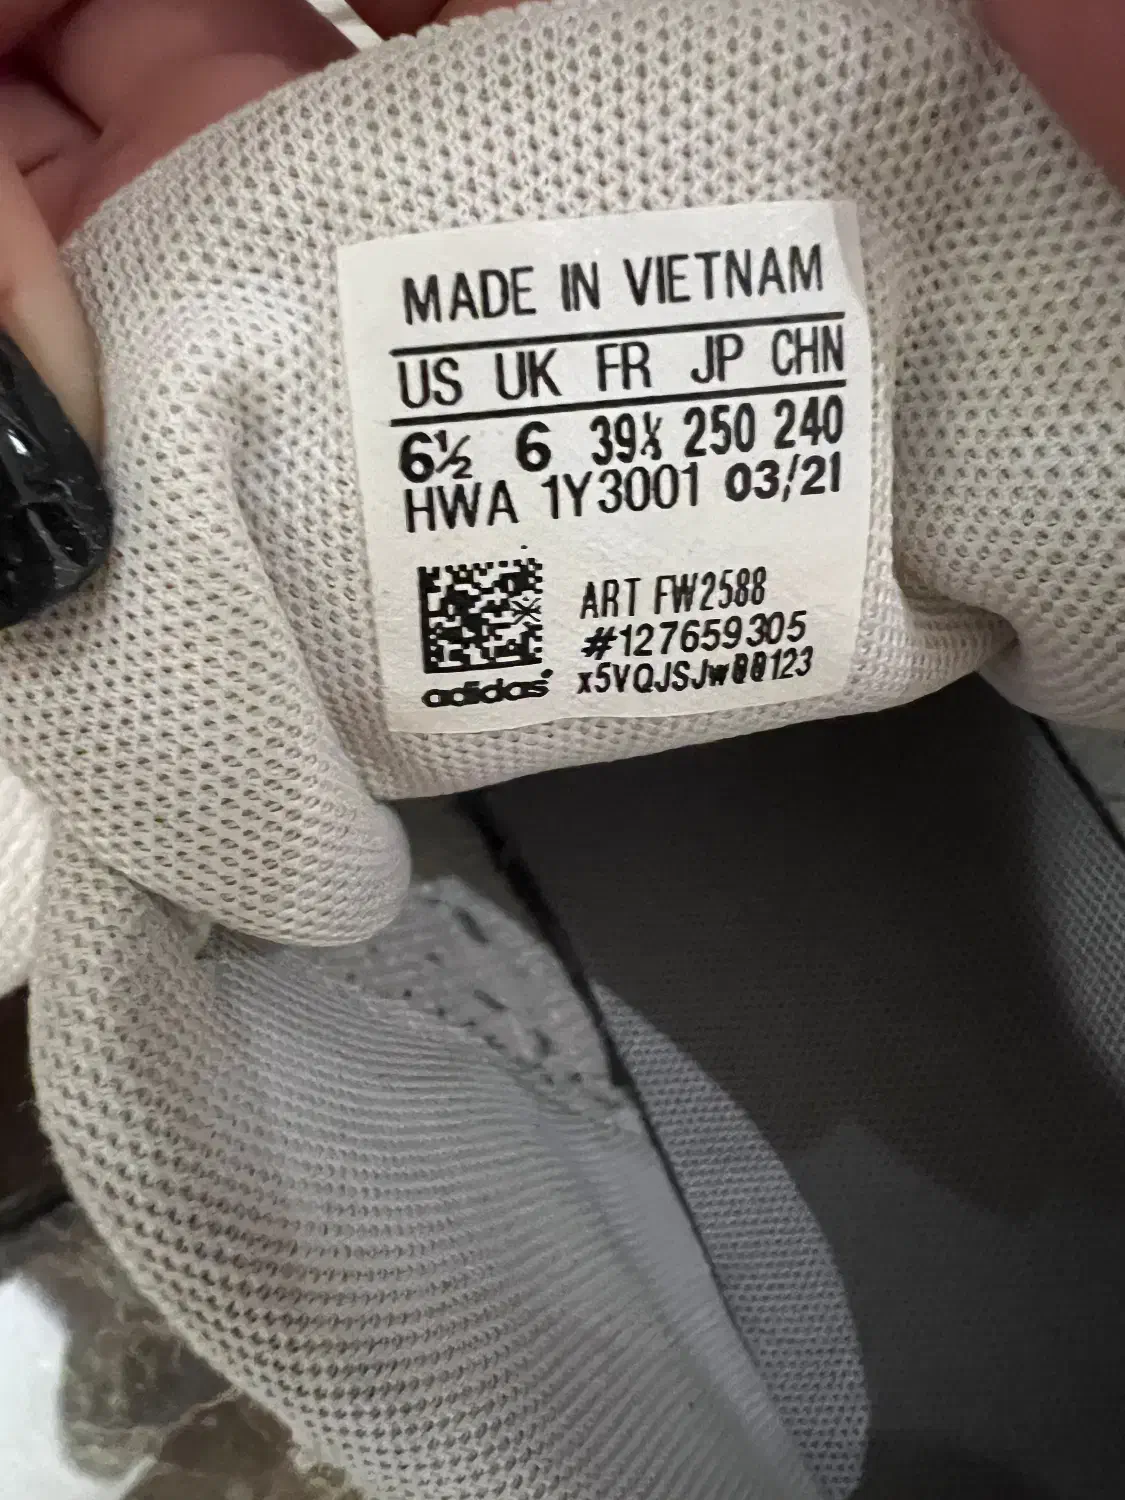 MADE IN VIETNAM
US UK FR JP CHN
6½ 6 39⅓ 250 240
HWA 1Y3001 03/21
ART FW2588
#127659305
adidas